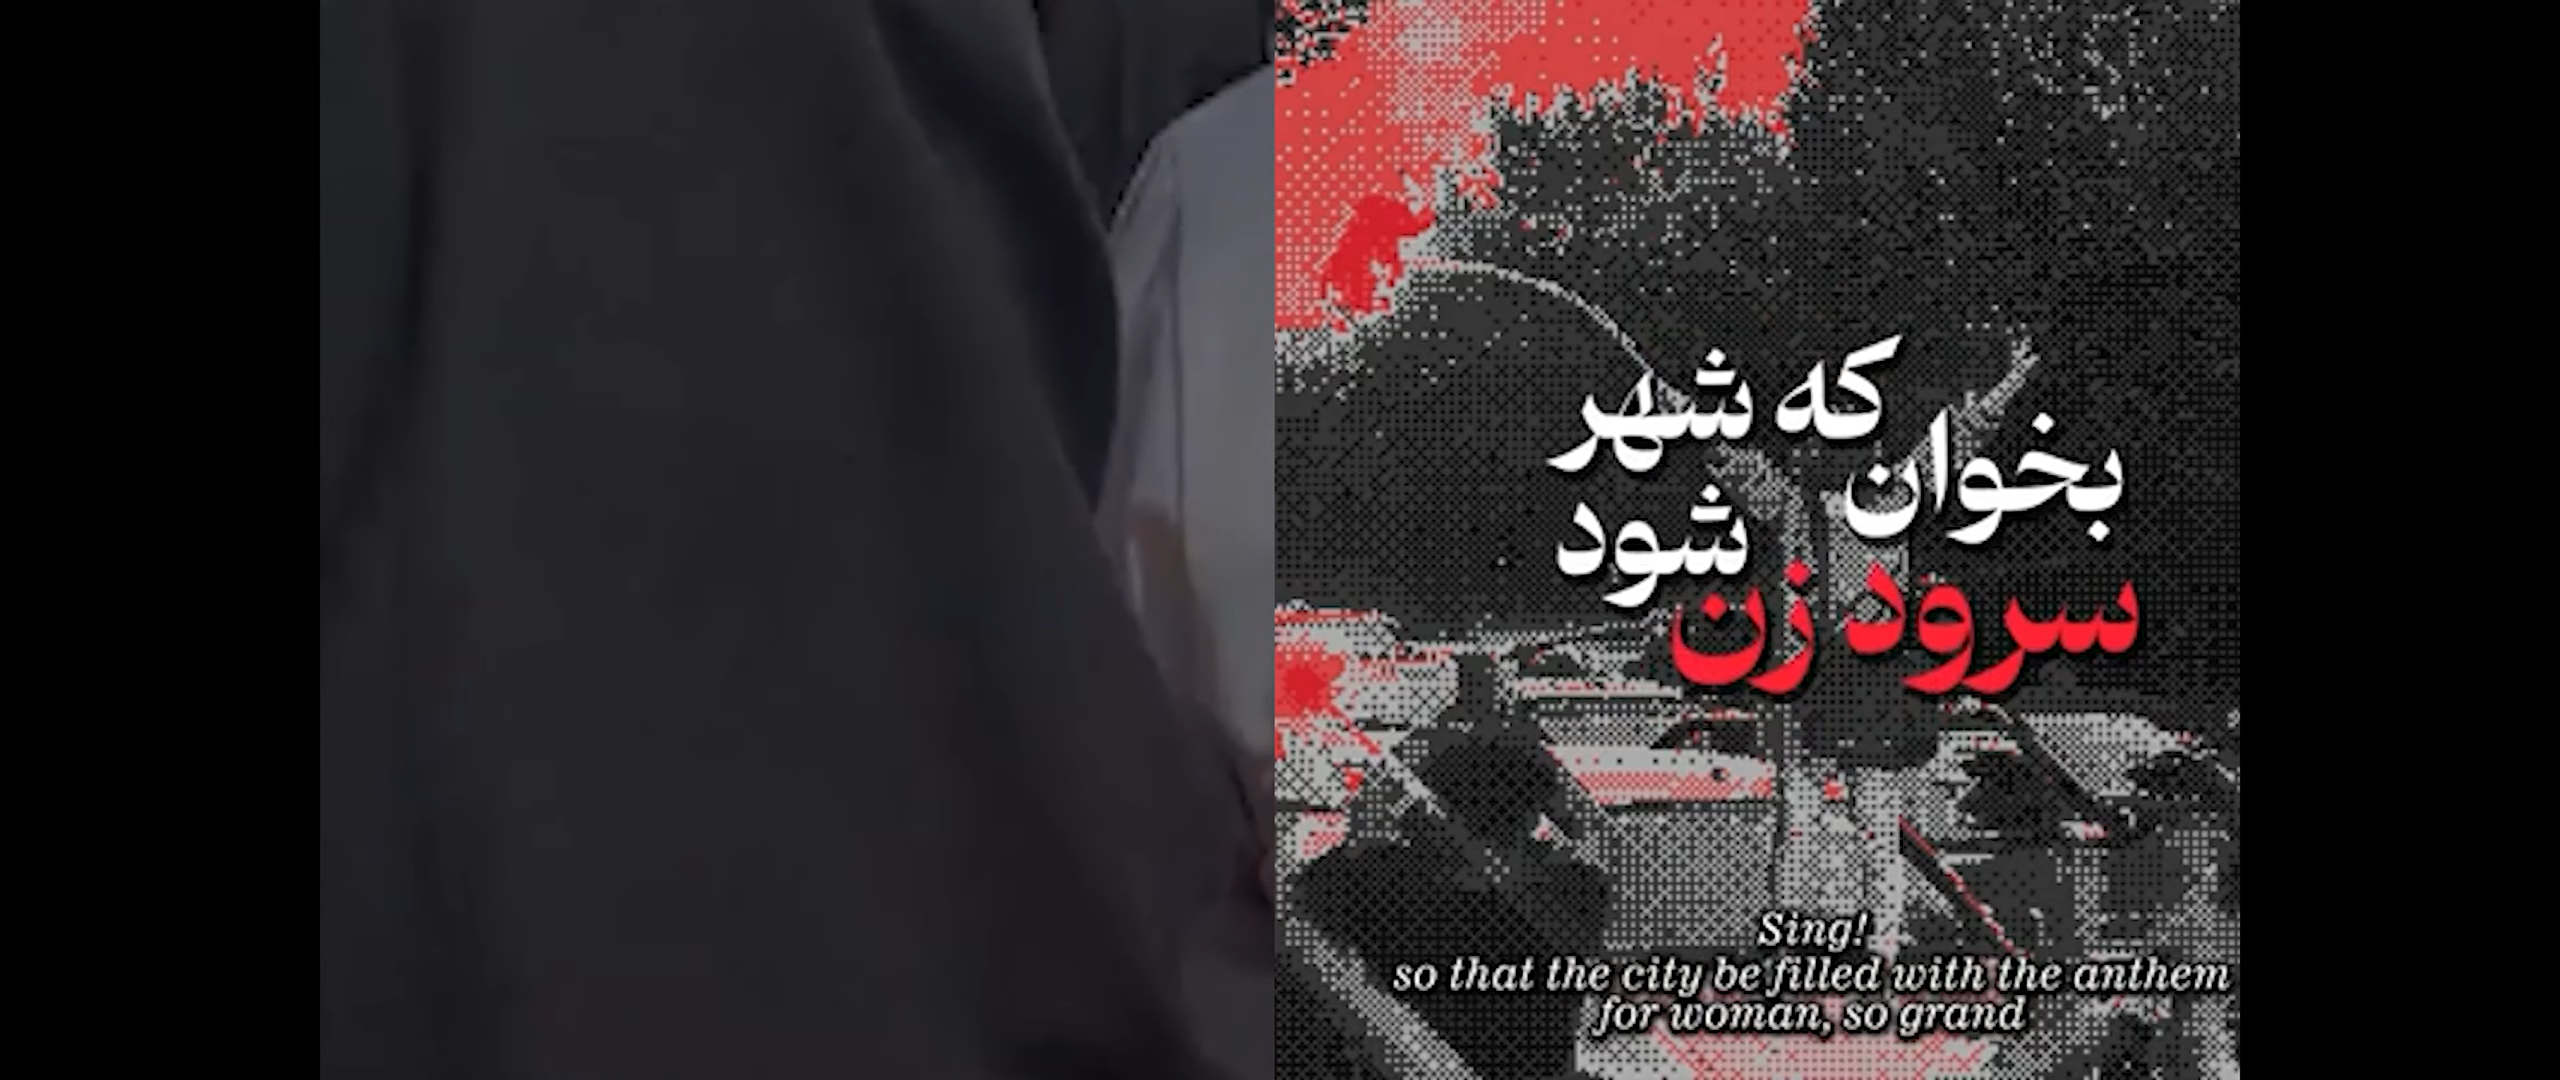 بخوان که شهر
سرود زن شود
Sing!
so that the city be filled with the anthem
for woman, so grand